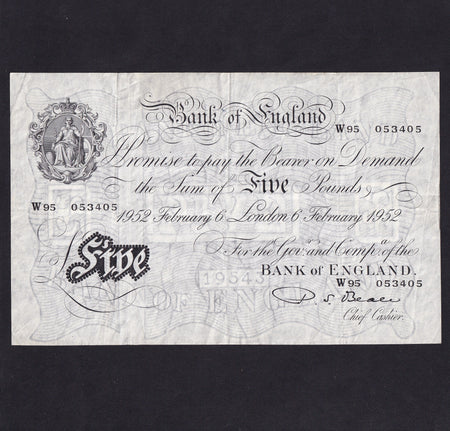 Bank of England
W95 053405
I Promise to pay the Bearer on Demand
the Sum of Five Pounds
W95 053405
1952 February 6 London 6 February 1952
For the Gov.r and Comp.a of the
Five
BANK of ENGLAND.
W95 053405
P. S. Beale
Chief Cashier.